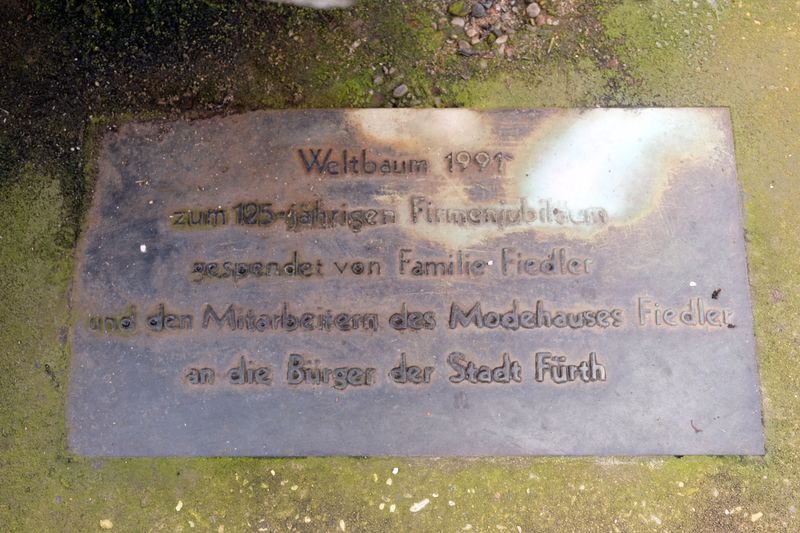 Weltbaum 1991
zum 125-jährigen Firmenjubiläum
gespendet von Familie Fiedler
und den Mitarbeitern des Modehauses Fiedler
an die Bürger der Stadt Fürth